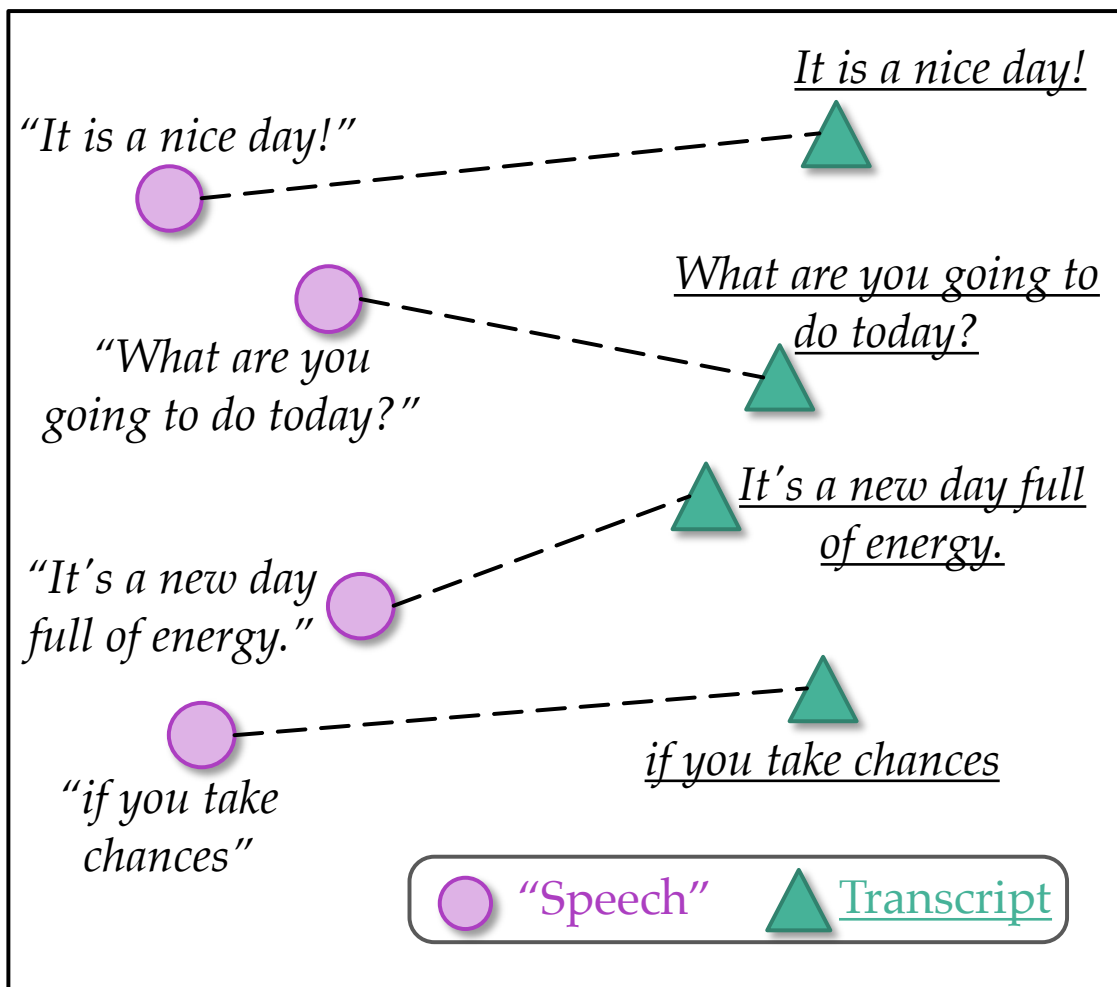 It is a nice day!
“It is a nice day!”
What are you going to
do today?
“What are you
going to do today?”
It's a new day full
of energy.
“It's a new day
full of energy.”
if you take chances
“if you take
chances”
“Speech”
Transcript